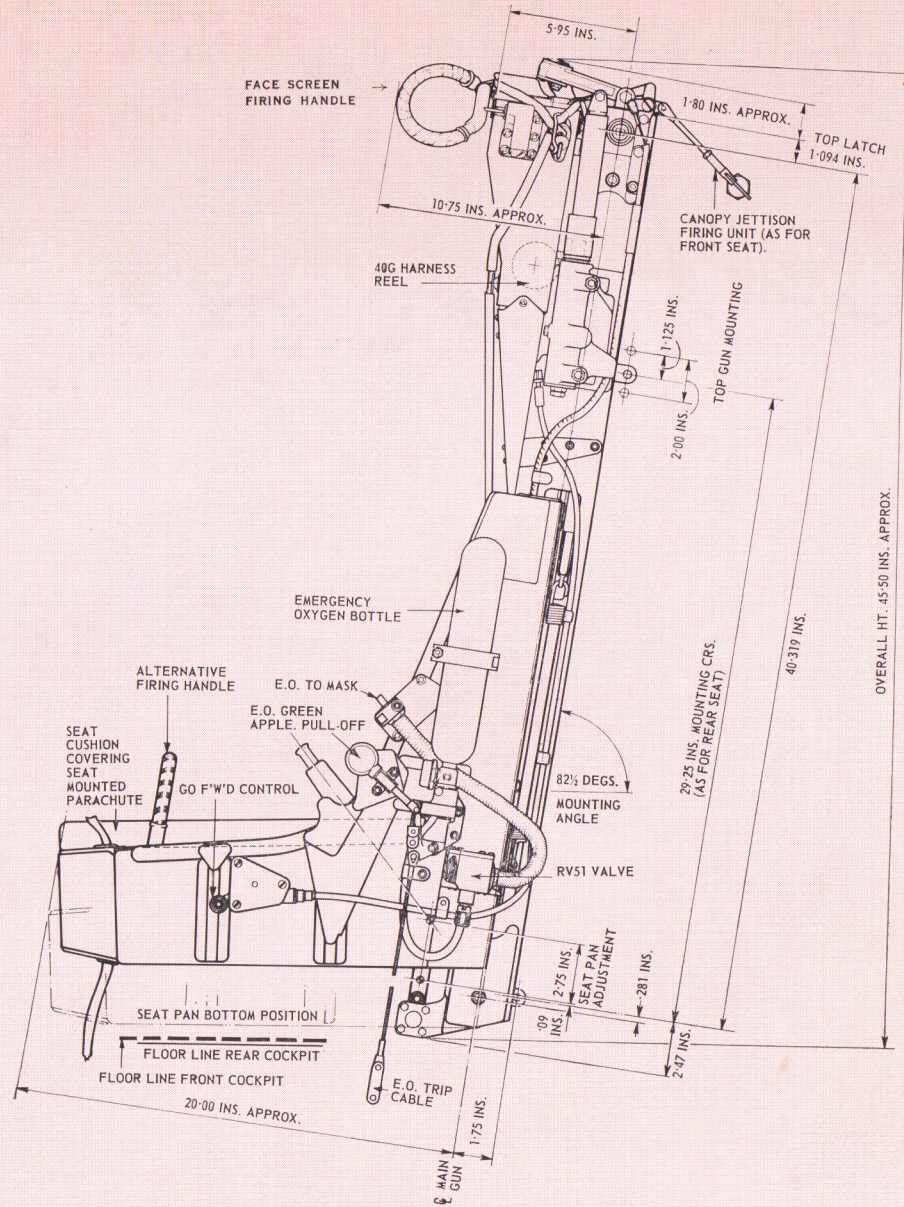 5·95 INS.
FACE SCREEN
FIRING HANDLE
1·80 INS. APPROX.
TOP LATCH
1·094 INS.
10·75 INS. APPROX.
CANOPY JETTISON
FIRING UNIT (AS FOR
FRONT SEAT).
40G HARNESS
REEL
1·125 INS.
TOP GUN MOUNTING
2·00 INS.
EMERGENCY
OXYGEN BOTTLE
29·25 INS. MOUNTING CRS.
(AS FOR REAR SEAT)
40·319 INS.
OVERALL HT. 45·50 INS. APPROX.
ALTERNATIVE
FIRING HANDLE
E.O. TO MASK
E.O. GREEN
APPLE. PULL-OFF
SEAT
CUSHION
COVERING
SEAT
MOUNTED
PARACHUTE
GO F'W'D CONTROL
82½ DEGS.
MOUNTING
ANGLE
RV51 VALVE
2·75 INS.
SEAT PAN
ADJUSTMENT
·281 INS.
·09
INS.
2·47 INS.
SEAT PAN BOTTOM POSITION
FLOOR LINE REAR COCKPIT
FLOOR LINE FRONT COCKPIT
E.O. TRIP
CABLE
20·00 INS. APPROX.
1·75 INS.
℄ MAIN
GUN